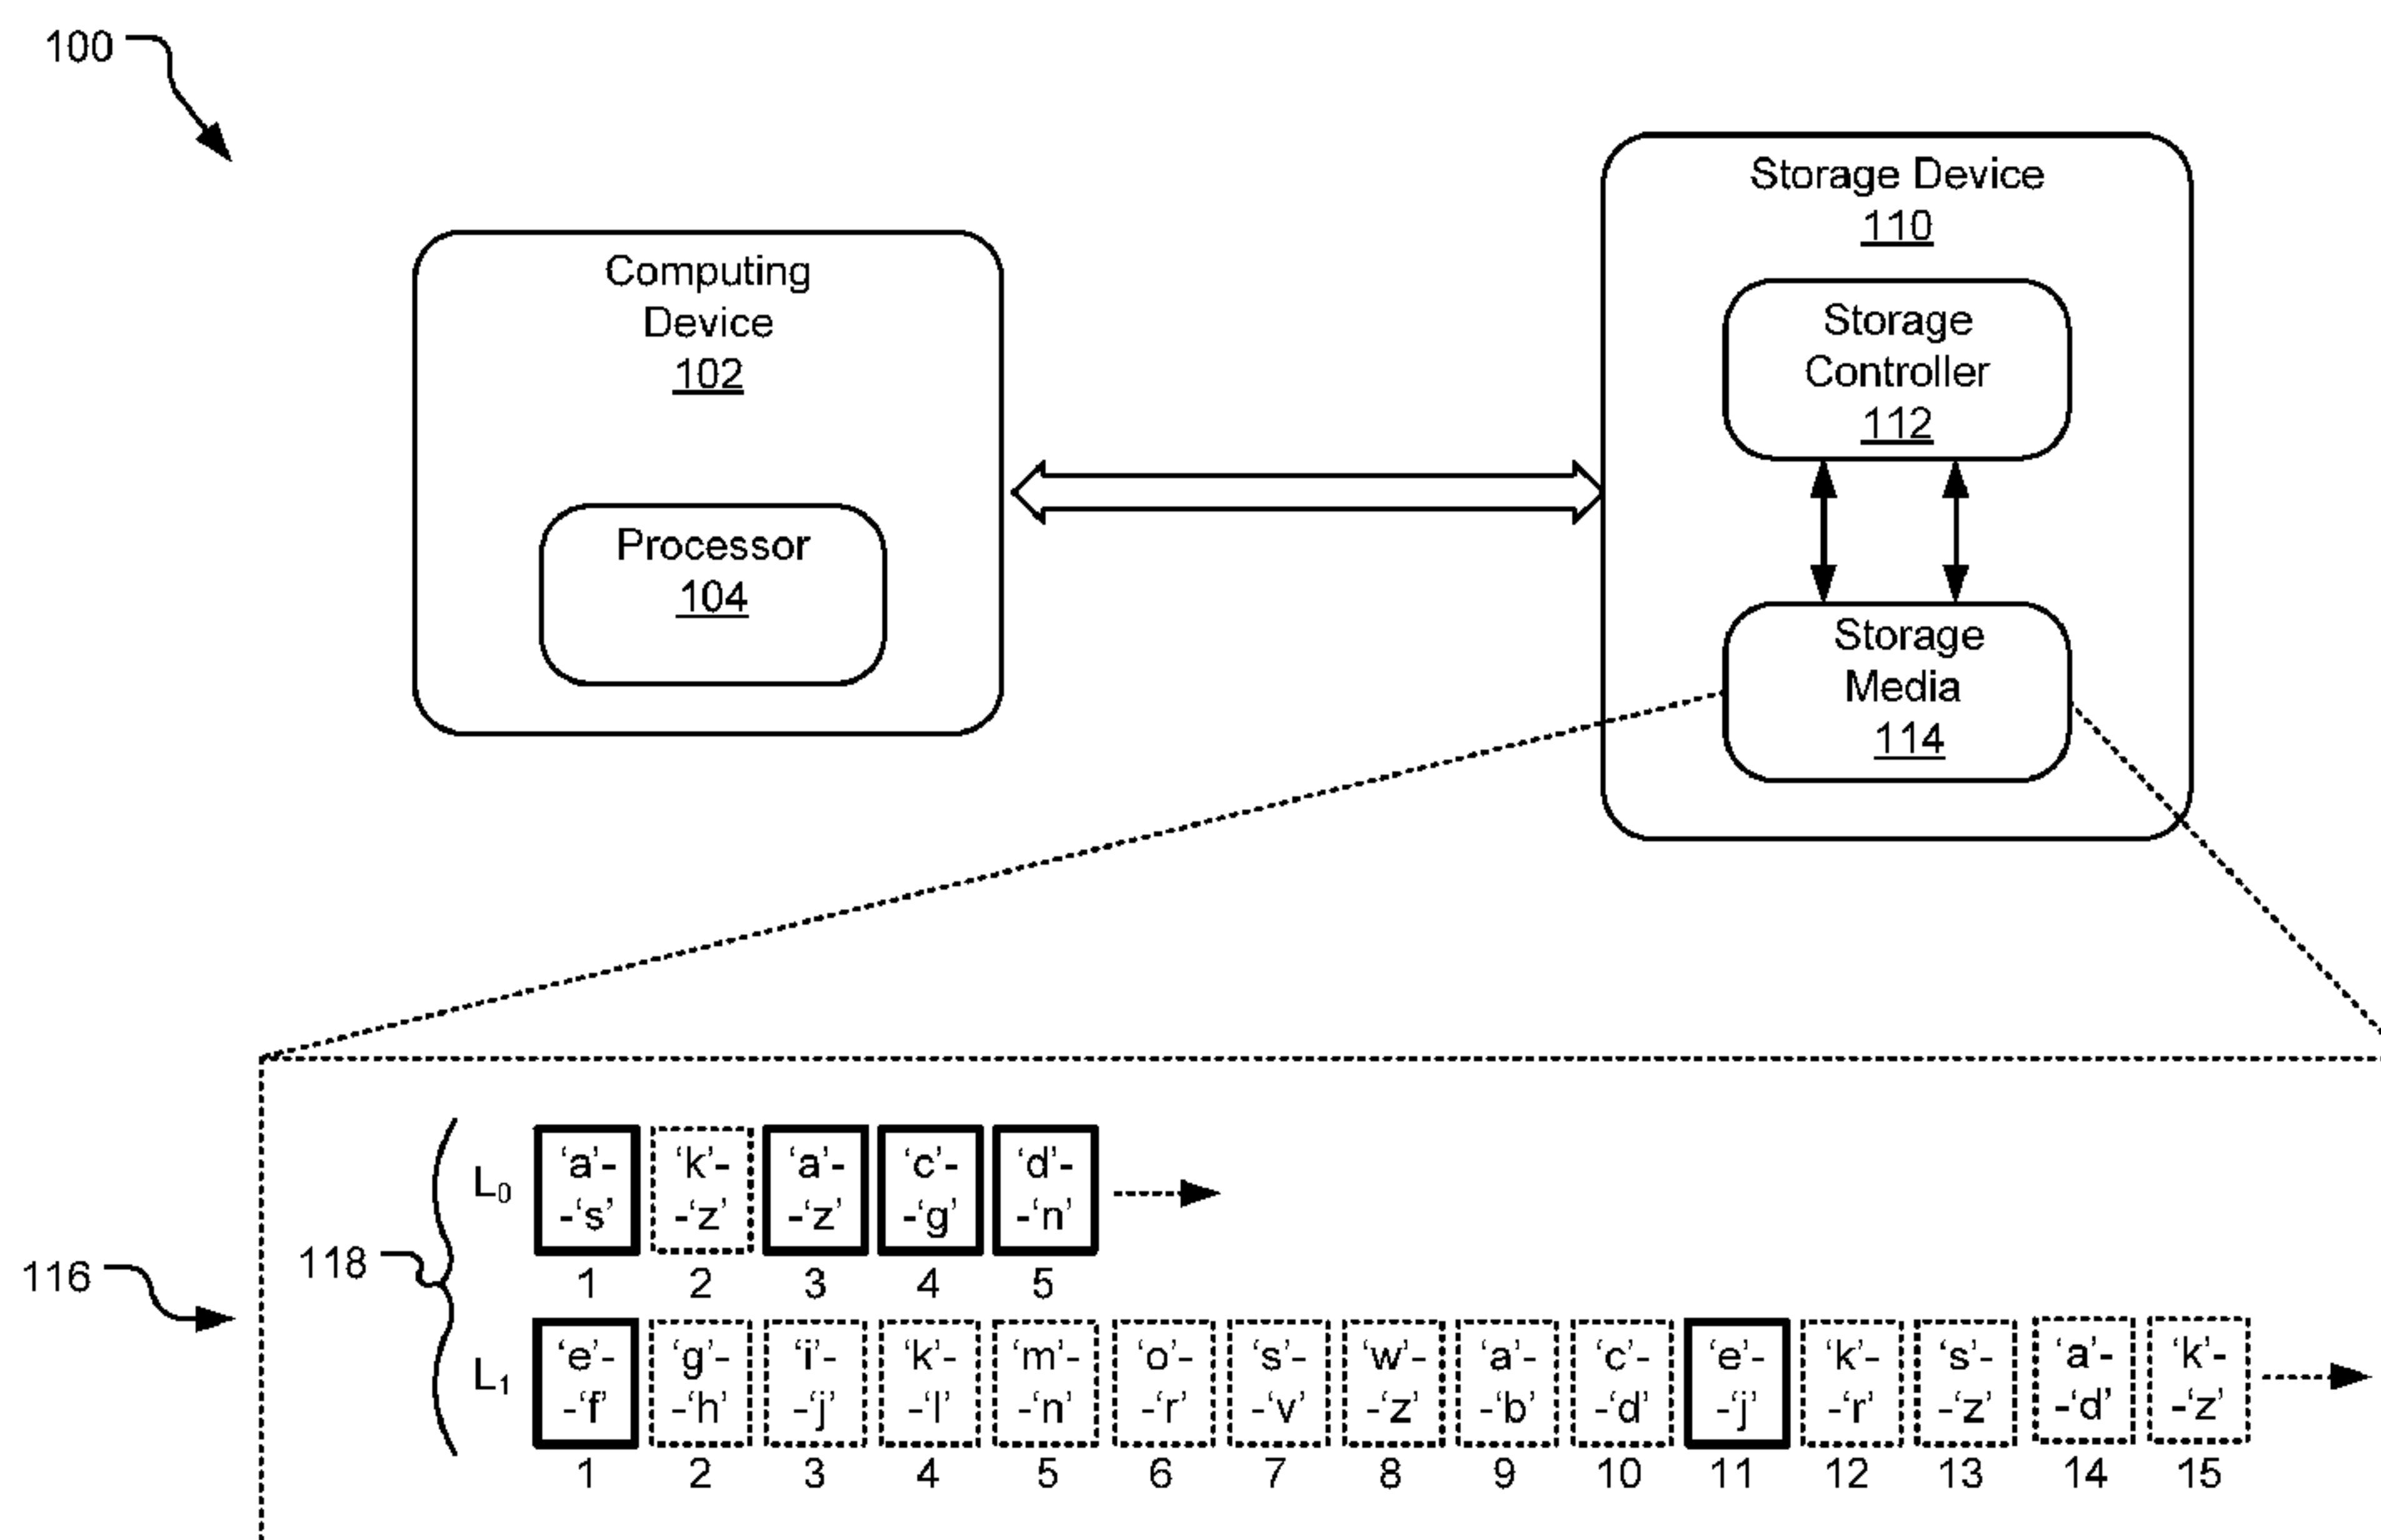 100
Storage Device
110
Computing
Device
102
Storage
Controller
112
Processor
104
Storage
Media
114
116
118
L0
‘a’- ‘k’- ‘a’- ‘c’- ‘d’-
-‘s’ -‘z’ -‘z’ -‘g’ -‘n’
1 2 3 4 5
L1
‘e’- ‘g’- ‘i’- ‘k’- ‘m’- ‘o’- ‘s’- ‘w’- ‘a’- ‘c’- ‘e’- ‘k’- ‘s’- ‘a’- ‘k’-
-‘f’ -‘h’ -‘j’ -‘l’ -‘n’ -‘r’ -‘v’ -‘z’ -‘b’ -‘d’ -‘j’ -‘r’ -‘z’ -‘d’ -‘z’
1 2 3 4 5 6 7 8 9 10 11 12 13 14 15